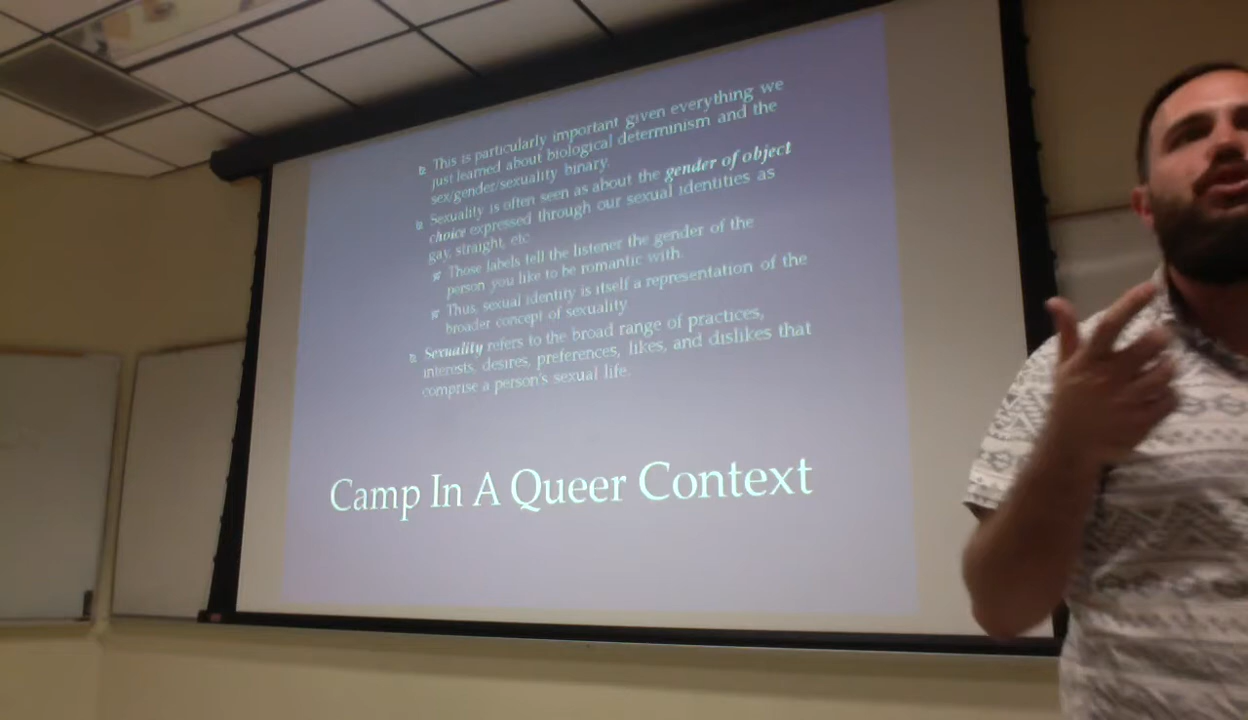 This is particularly important given everything we
just learned about biological determinism and the
sex/gender/sexuality binary.
Sexuality is often seen as about the gender of object
choice expressed through our sexual identities as
gay, straight, etc
Those labels tell the listener the gender of the
person you like to be romantic with.
Thus, sexual identity is itself a representation of the
broader concept of sexuality
Sexuality refers to the broad range of practices,
interests, desires, preferences, likes, and dislikes that
comprise a person's sexual life.
Camp In A Queer Context